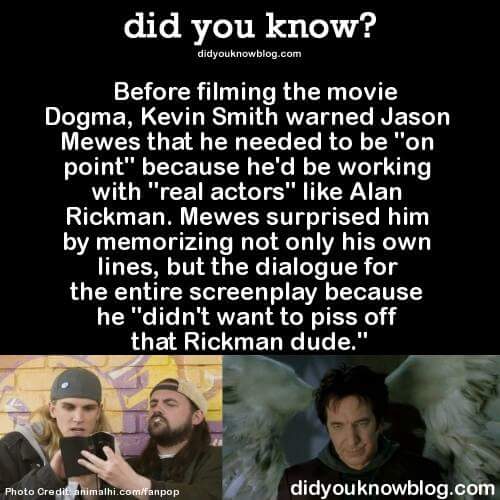 did you know?
didyouknowblog.com
Before filming the movie
Dogma, Kevin Smith warned Jason
Mewes that he needed to be "on
point" because he'd be working
with "real actors" like Alan
Rickman. Mewes surprised him
by memorizing not only his own
lines, but the dialogue for
the entire screenplay because
he "didn't want to piss off
that Rickman dude."
Photo Credit: animalhi.com/fanpop
didyouknowblog.com